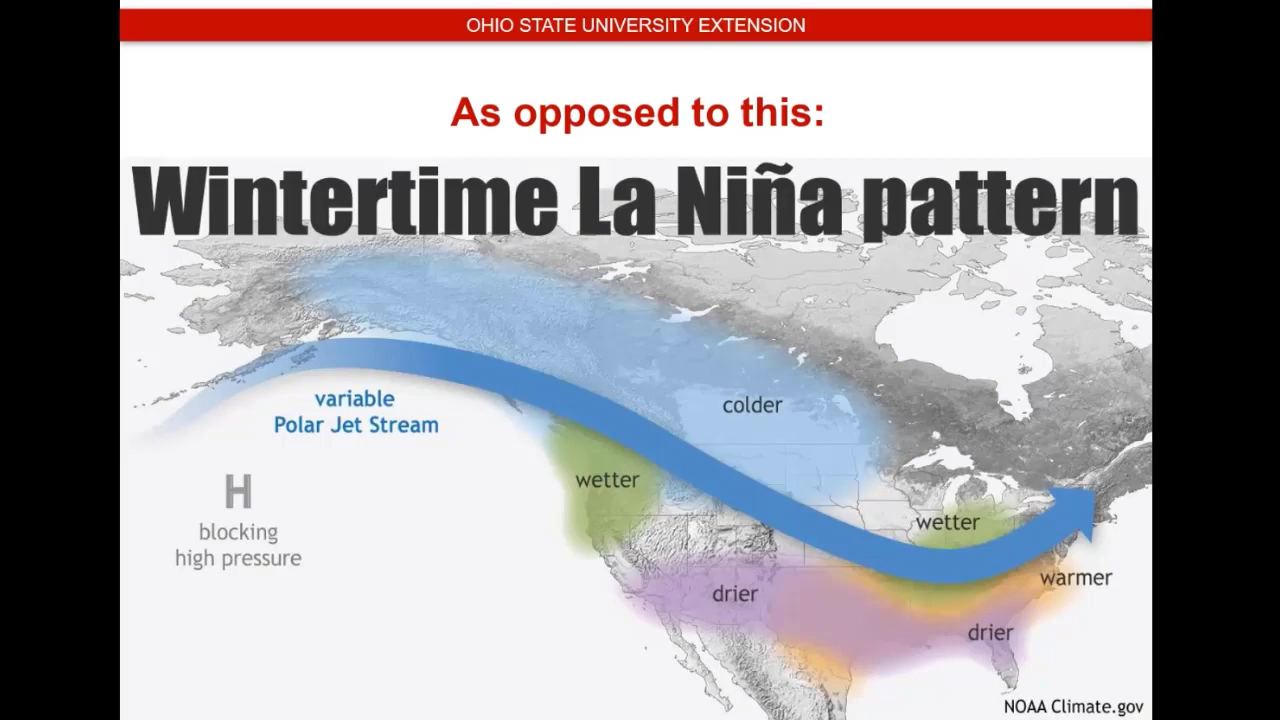 OHIO STATE UNIVERSITY EXTENSION
As opposed to this:
Wintertime La Niña pattern
variable
Polar Jet Stream
colder
H
blocking
high pressure
wetter
wetter
warmer
drier
drier
NOAA Climate.gov